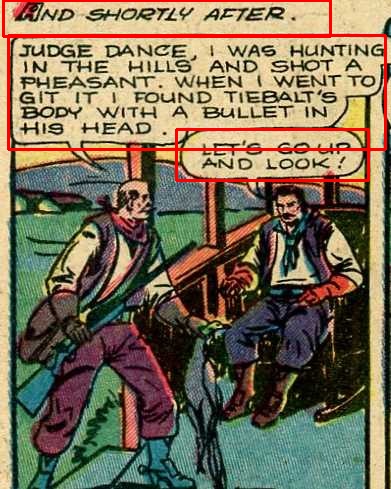 AND SHORTLY AFTER.
JUDGE DANCE, I WAS HUNTING
IN THE HILLS, AND SHOT A
PHEASANT. WHEN I WENT TO
GIT IT I FOUND TIEBALT'S
BODY WITH A BULLET IN
HIS HEAD.
LET'S GO UP
AND LOOK!